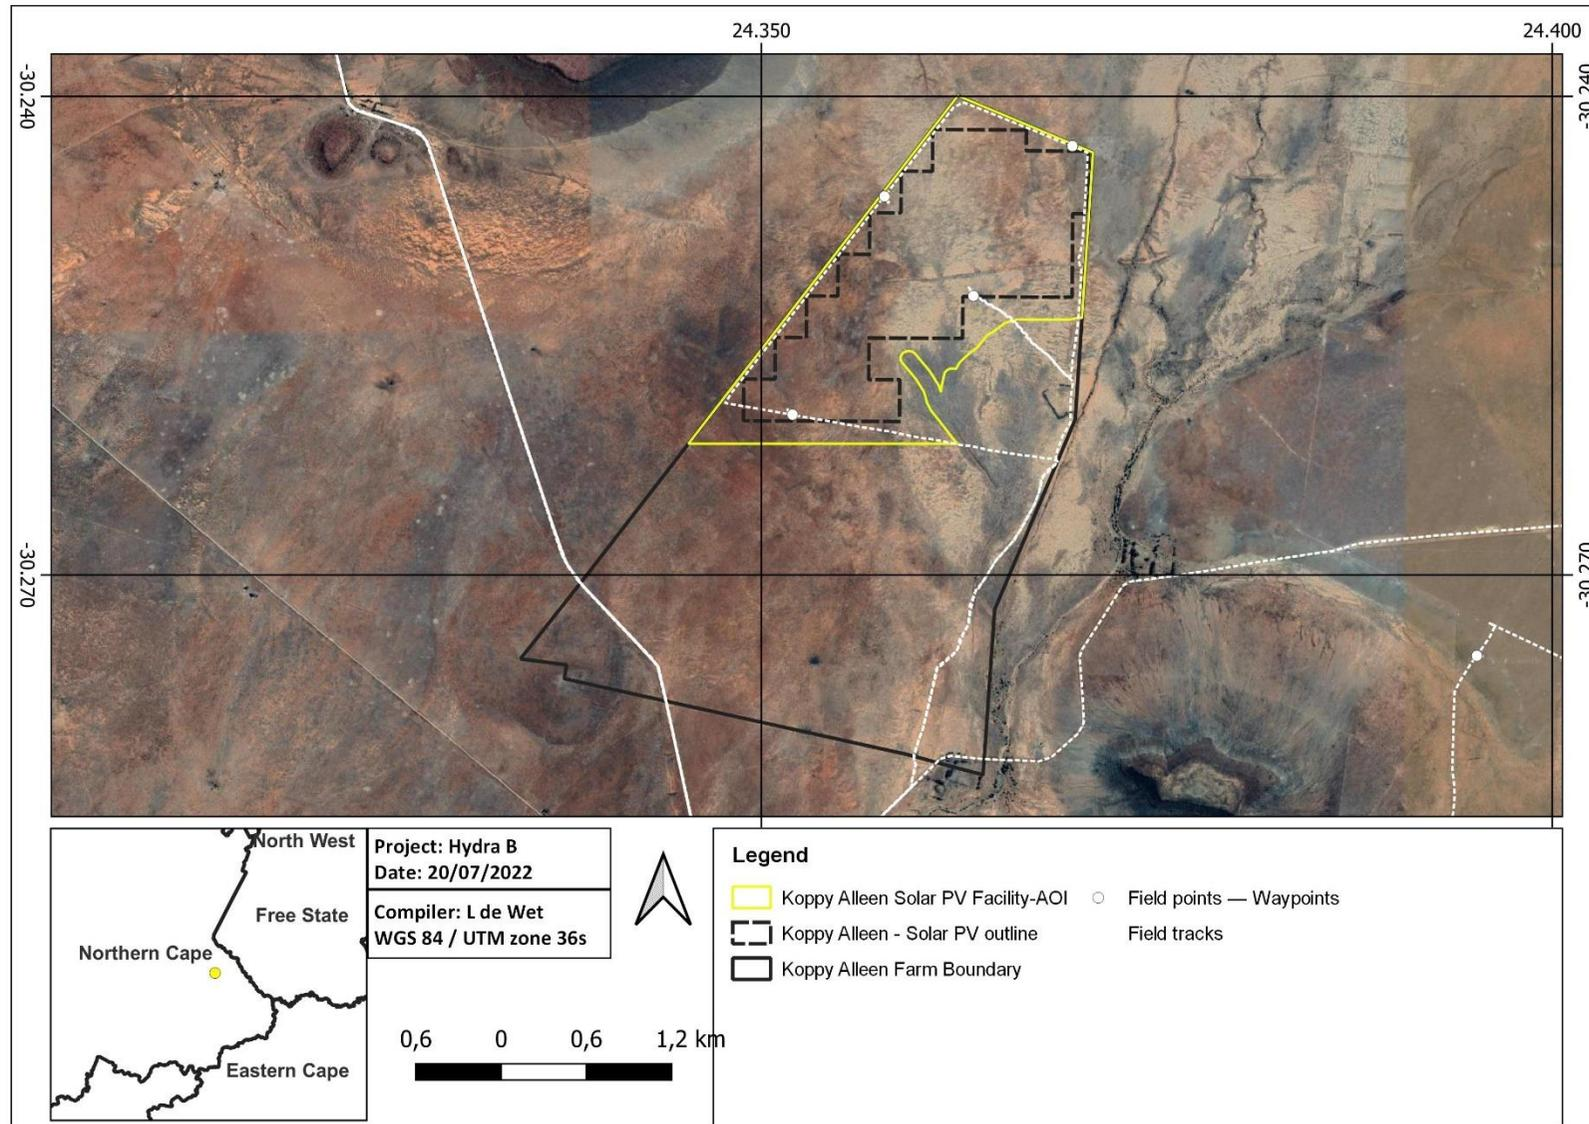 24.350
24.400
-30.240
-30.240
-30.270
-30.270
North West
Free State
Northern Cape
Eastern Cape
Project: Hydra B
Date: 20/07/2022
Compiler: L de Wet
WGS 84 / UTM zone 36s
0,6 0 0,6 1,2 km
Legend
Koppy Alleen Solar PV Facility-AOI
Koppy Alleen - Solar PV outline
Koppy Alleen Farm Boundary
Field points — Waypoints
Field tracks